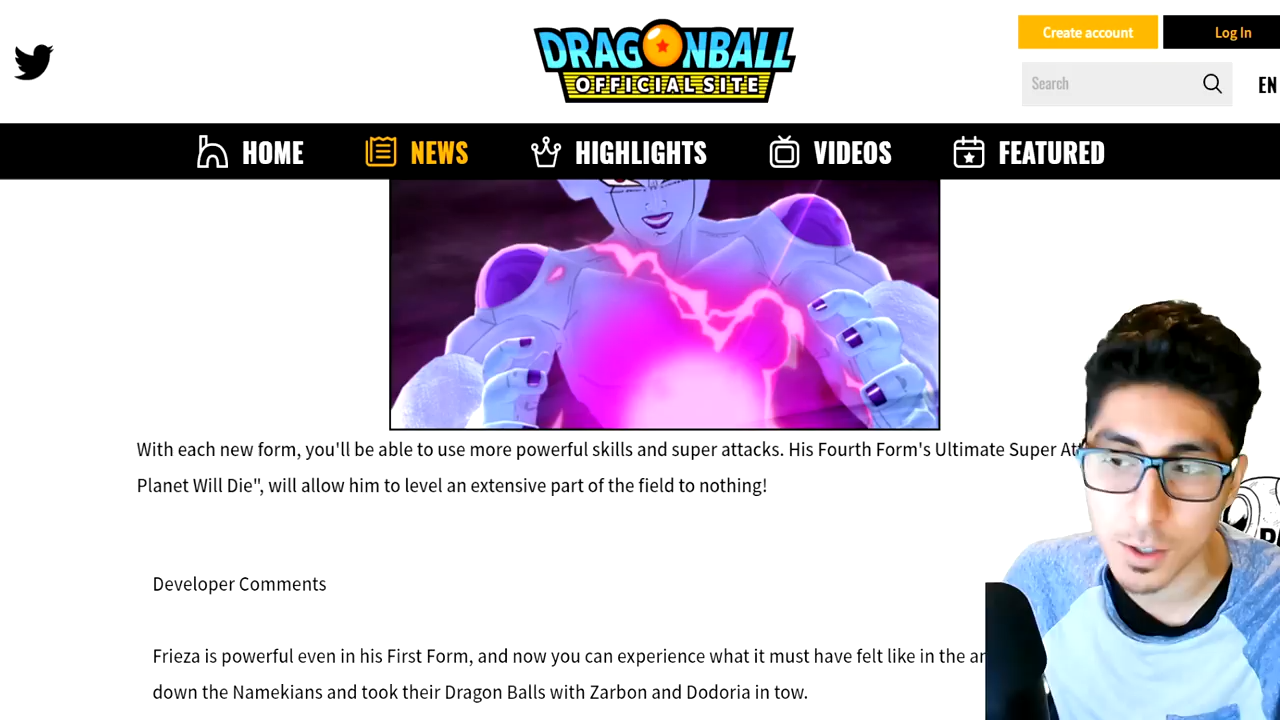 DRAGONBALL
OFFICIAL SITE
Create account
Log In
Search
EN
HOME
NEWS
HIGHLIGHTS
VIDEOS
FEATURED
With each new form, you'll be able to use more powerful skills and super attacks. His Fourth Form's Ultimate Super
Planet Will Die", will allow him to level an extensive part of the field to nothing!
Developer Comments
Frieza is powerful even in his First Form, and now you can experience what it must have felt like in the
down the Namekians and took their Dragon Balls with Zarbon and Dodoria in tow.